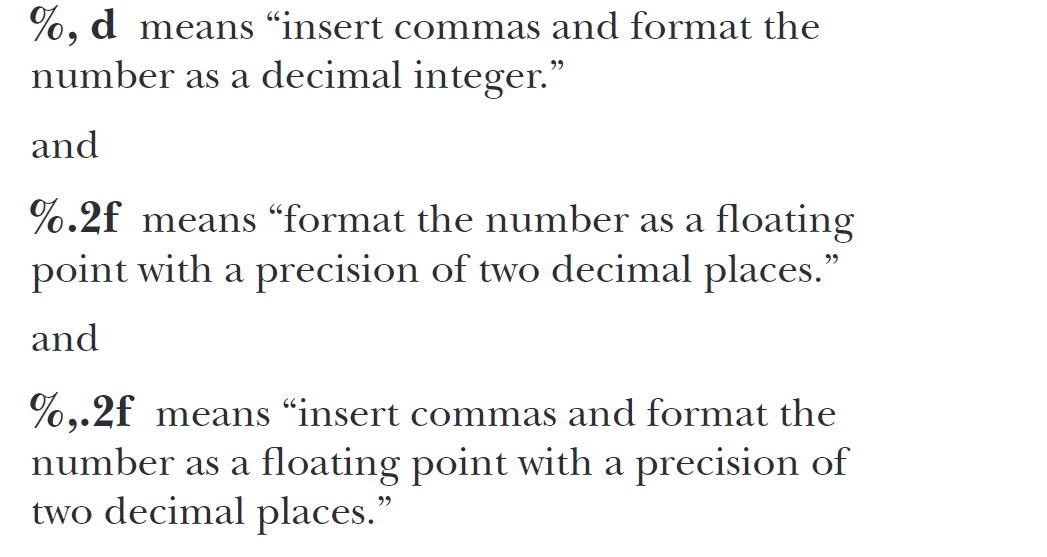 %, d means “insert commas and format the
number as a decimal integer.”
and
%.2f means “format the number as a floating
point with a precision of two decimal places.”
and
%,.2f means “insert commas and format the
number as a floating point with a precision of
two decimal places.”